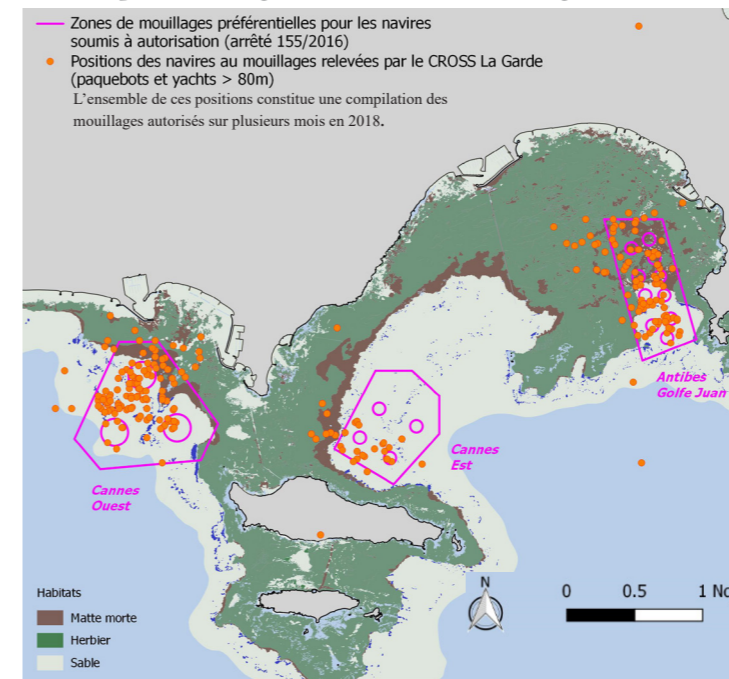 Zones de mouillages préférentielles pour les navires
soumis à autorisation (arrêté 155/2016)
Positions des navires au mouillages relevées par le CROSS La Garde
(paquebots et yachts > 80m)
L'ensemble de ces positions constitue une compilation des
mouillages autorisés sur plusieurs mois en 2018.
Antibes
Golfe Juan
Cannes
Est
Cannes
Ouest
N
0 0.5 1 No
Habitats
Matte morte
Herbier
Sable